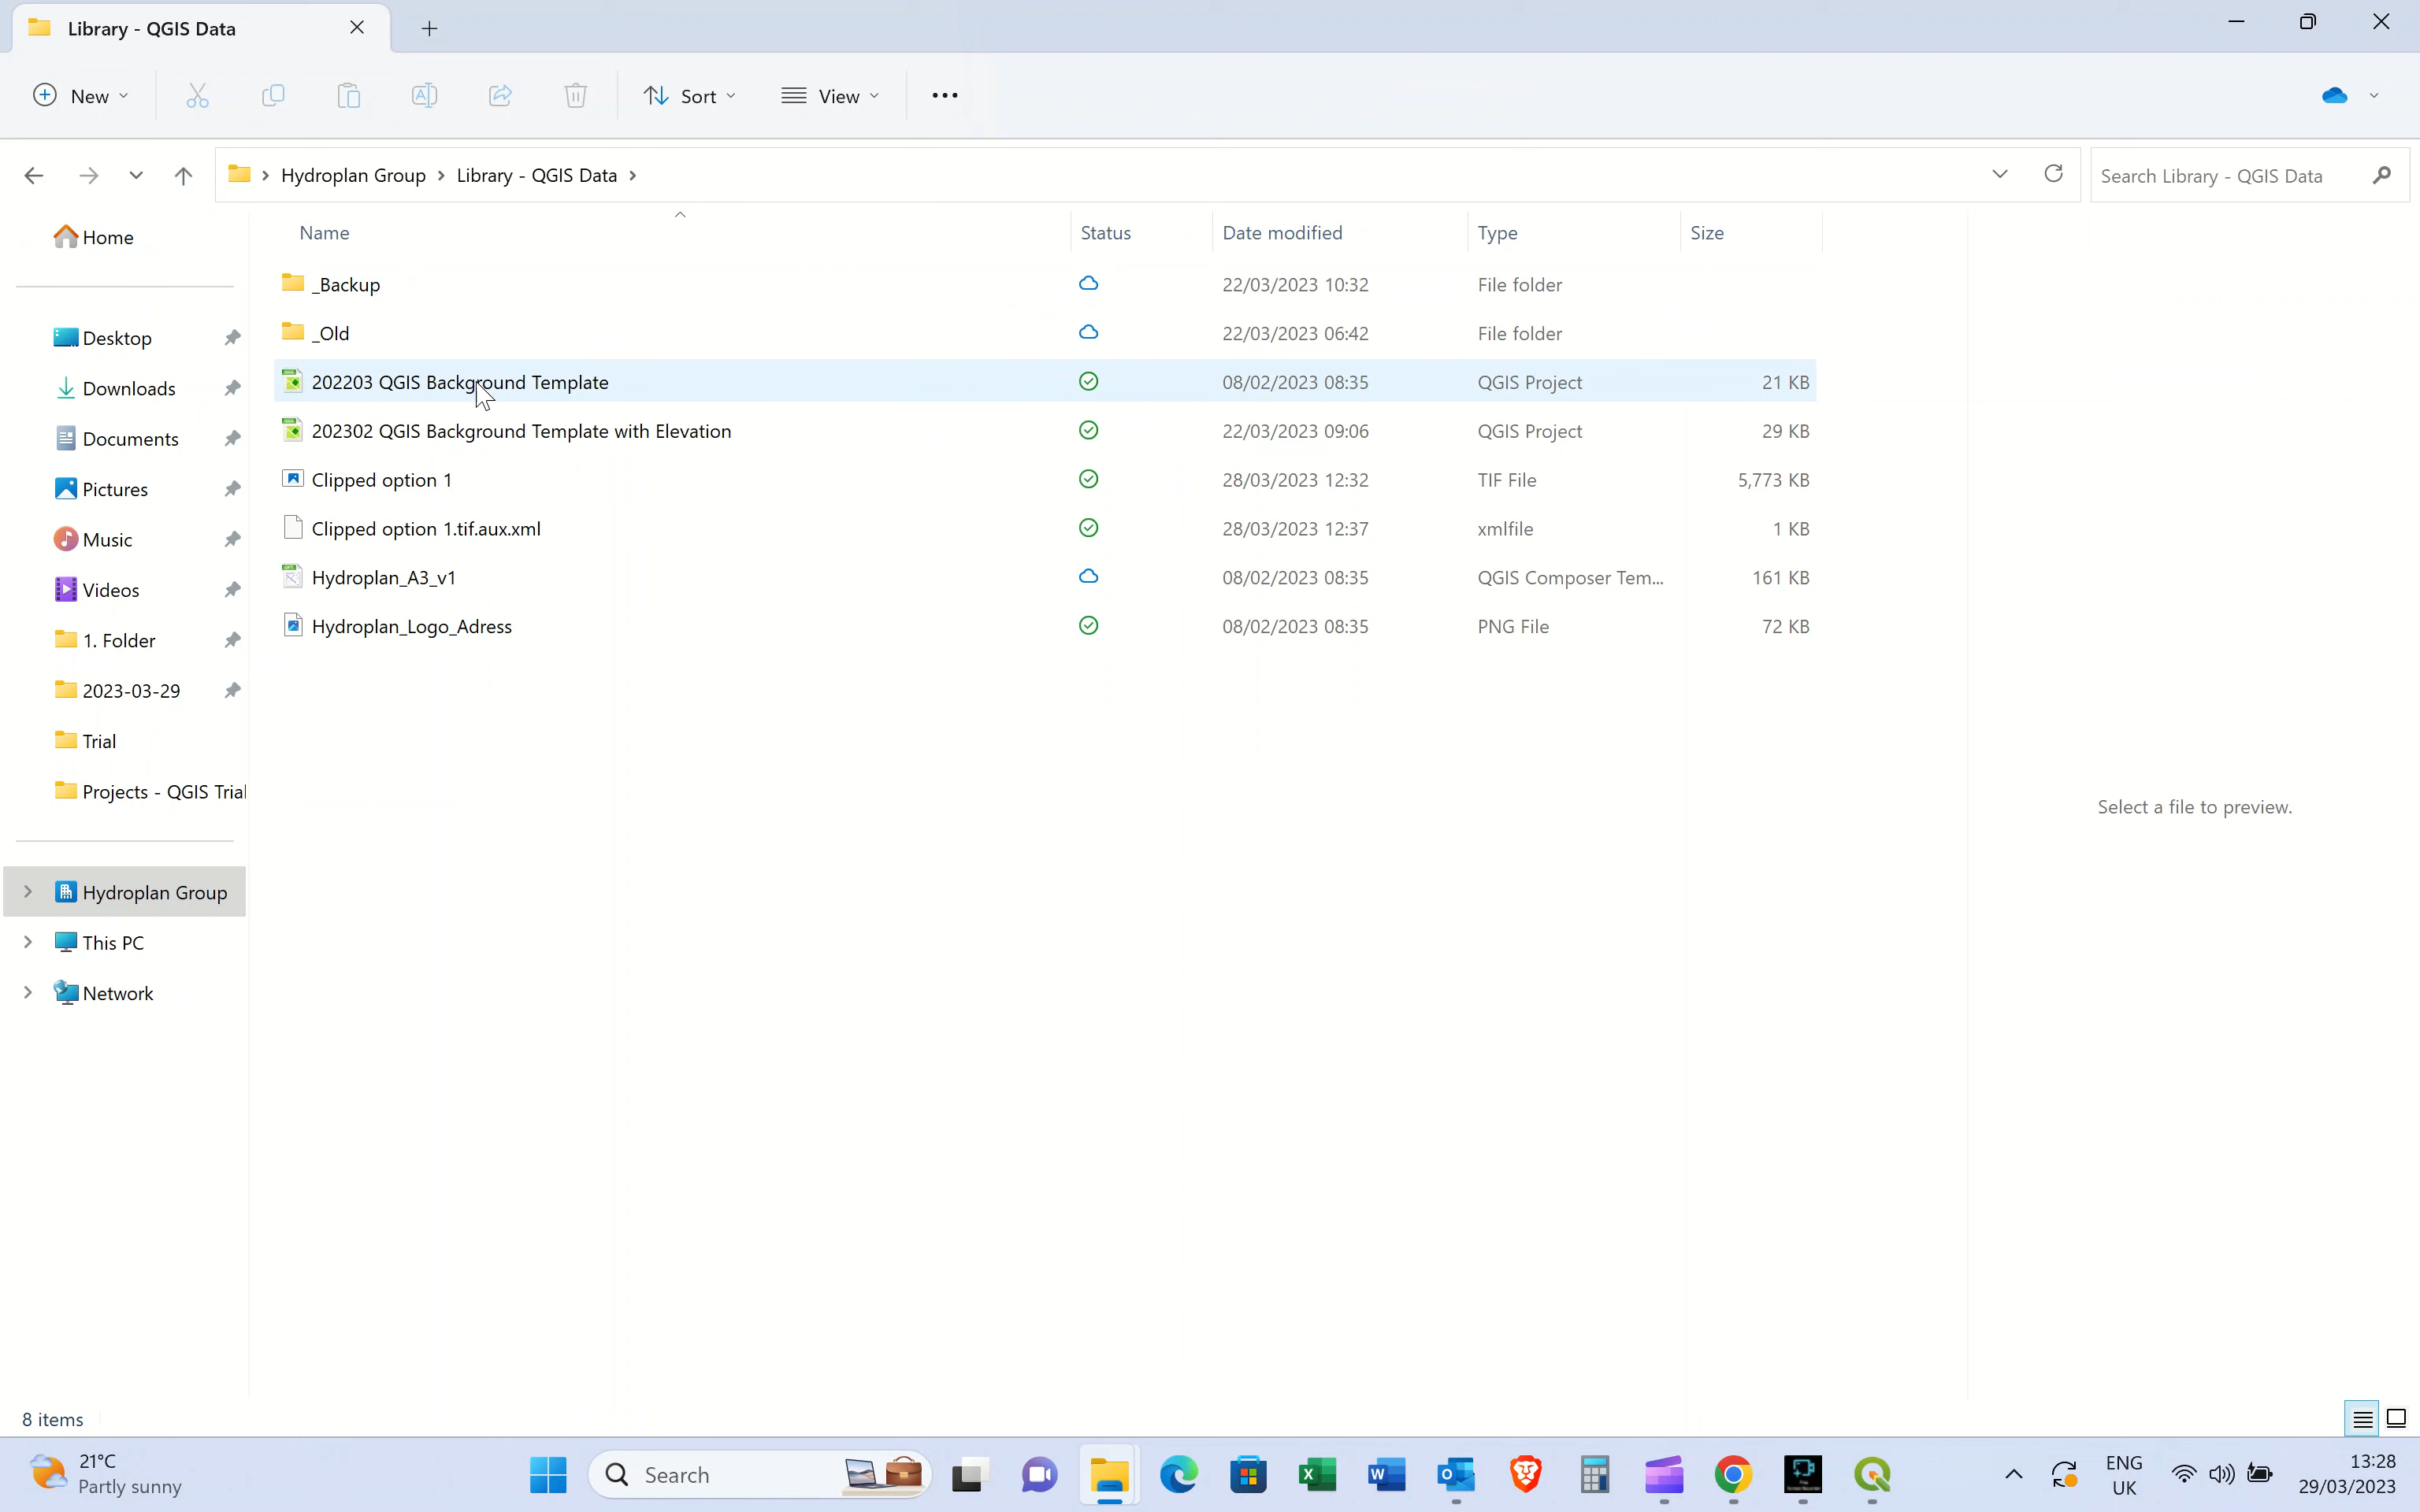 Library - QGIS Data
New
Sort
View
Hydroplan Group
Library - QGIS Data
Search Library - QGIS Data
Name
Status
Date modified
Type
Size
_Backup
22/03/2023 10:32
File folder
_Old
22/03/2023 06:42
File folder
202203 QGIS Background Template
08/02/2023 08:35
QGIS Project
21 KB
202302 QGIS Background Template with Elevation
22/03/2023 09:06
QGIS Project
29 KB
Clipped option 1
28/03/2023 12:32
TIF File
5,773 KB
Clipped option 1.tif.aux.xml
28/03/2023 12:37
xmlfile
1 KB
Hydroplan_A3_v1
08/02/2023 08:35
QGIS Composer Tem...
161 KB
Hydroplan_Logo_Adress
08/02/2023 08:35
PNG File
72 KB
Home
Desktop
Downloads
Documents
Pictures
Music
Videos
1. Folder
2023-03-29
Trial
Projects - QGIS Trial
Hydroplan Group
This PC
Network
Select a file to preview.
8 items
21°C
Partly sunny
Search
ENG
UK
13:28
29/03/2023